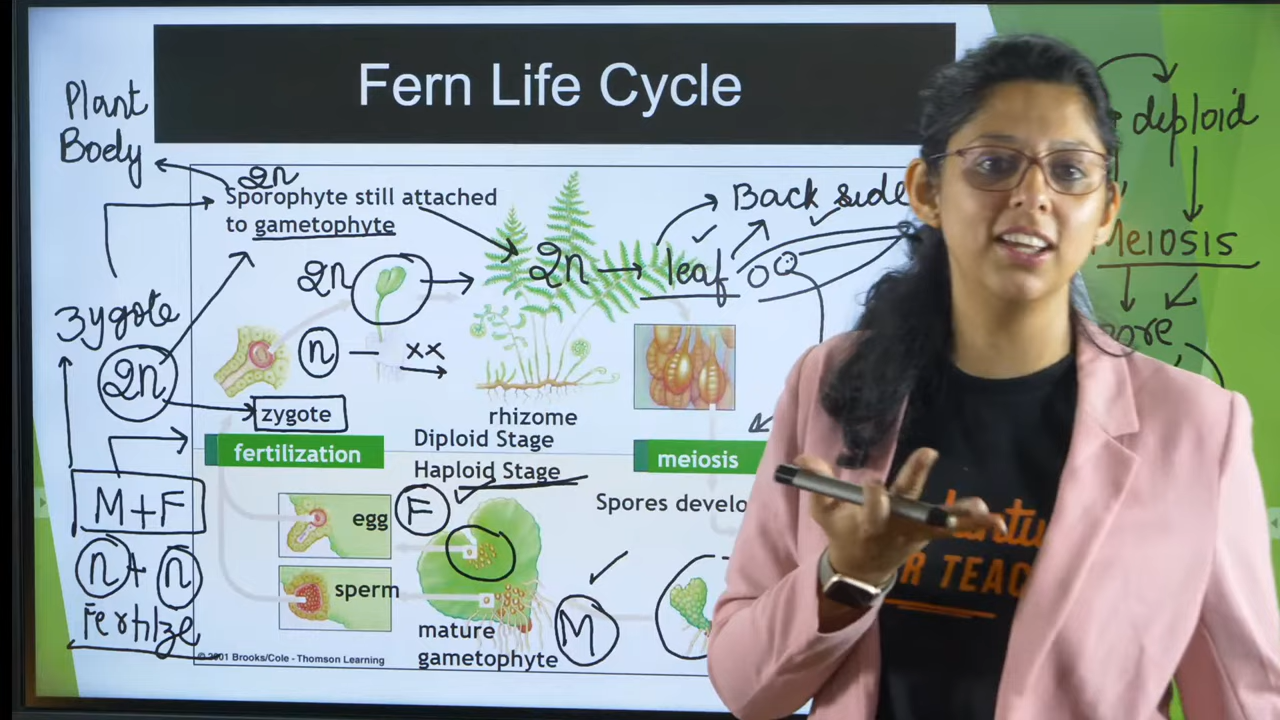 Fern Life Cycle
Plant
Body
2n
Sporophyte still attached
to gametophyte
2n
2n
leaf
Back side
deploid
Meiosis
zygote
2n
n
xx
zygote
rhizome
Diploid Stage
fertilization
meiosis
Haploid Stage
Spores develo
M+F
egg
F
n + n
sperm
Fertilze
mature
gametophyte
M
© 2001 Brooks/Cole - Thomson Learning